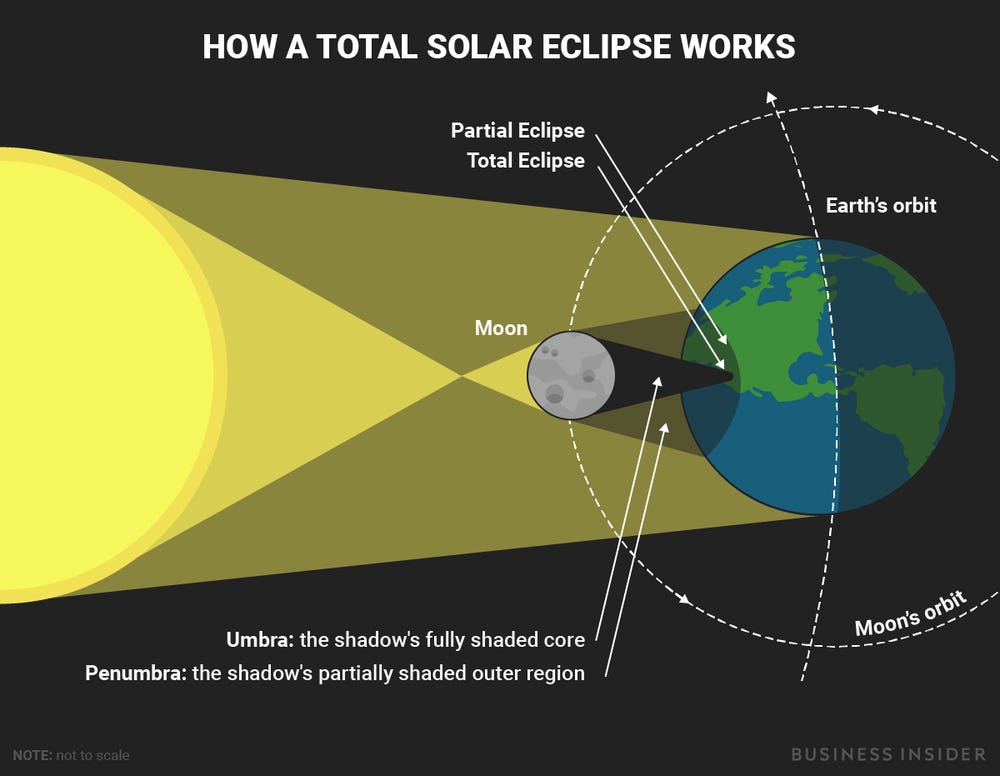 HOW A TOTAL SOLAR ECLIPSE WORKS
Partial Eclipse
Total Eclipse
Earth's orbit
Moon
Moon's orbit
Umbra: the shadow's fully shaded core
Penumbra: the shadow's partially shaded outer region
NOTE: not to scale
BUSINESS INSIDER